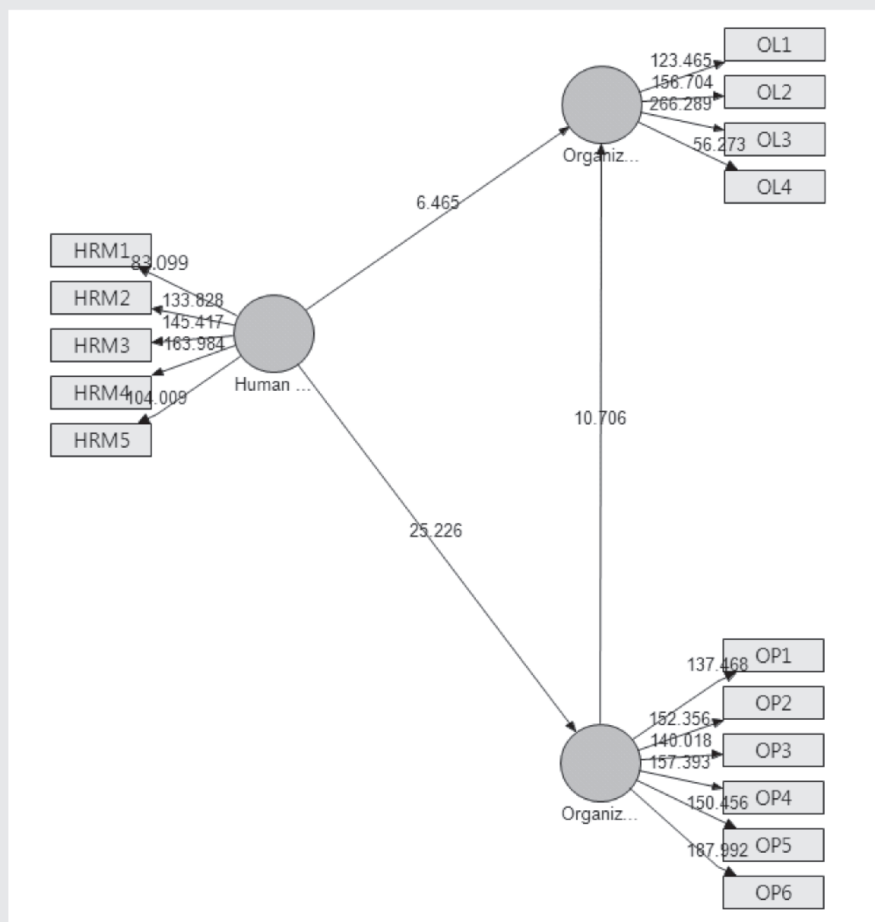 OL1
123.465
156.704
OL2
266.289
OL3
56.273
Organiz...
OL4
6.465
HRM1
83.099
HRM2
133.828
145.417
HRM3
163.984
HRM4
104.009
Human ...
HRM5
10.706
25.226
OP1
137.468
OP2
152.356
140.018
OP3
157.393
OP4
150.456
Organiz...
OP5
187.992
OP6